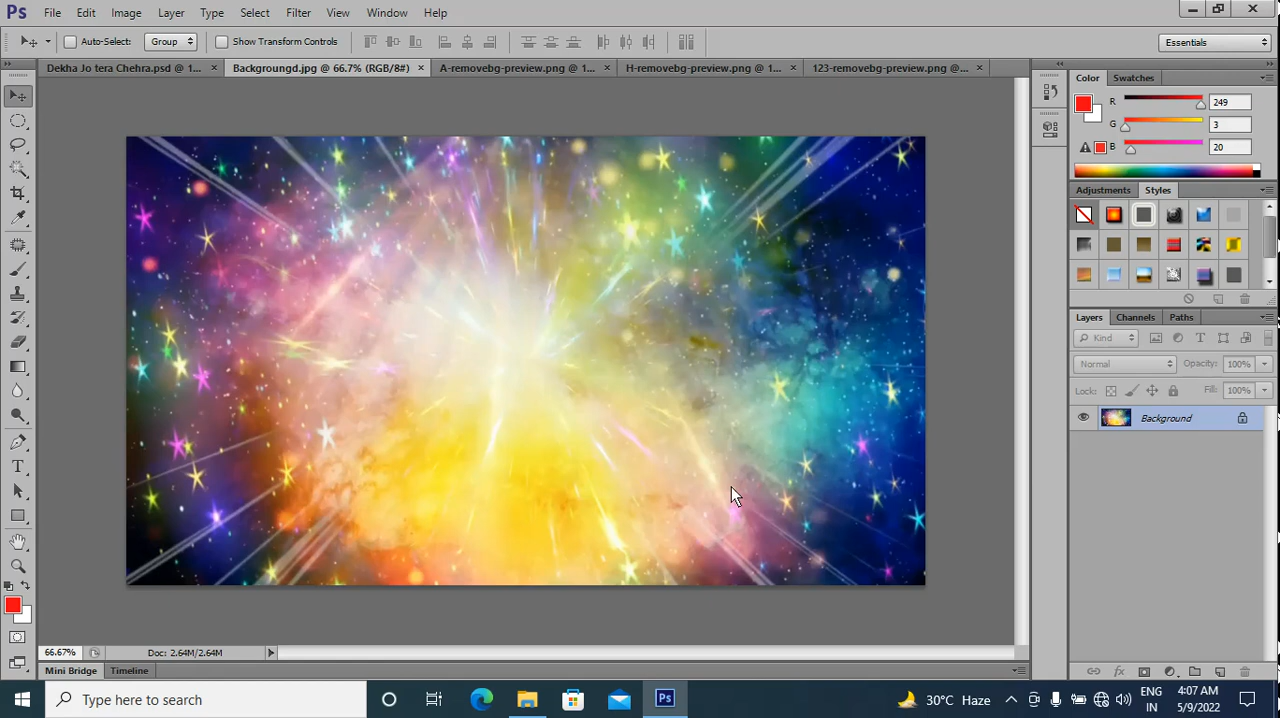 Ps File Edit Image Layer Type Select Filter 3D View Window Help
Auto-Select: Group Show Transform Controls Essentials
Dekha Jo tera Chehra.psd @ 1... × Backgroungd.jpg @ 66.7% (RGB/8#) × A-removebg-preview.png @ 1... × H-removebg-preview.png @ 1... × 123-removebg-preview.png @... ×
Color Swatches
R 249
G 3
B 20
Adjustments Styles
Layers Channels Paths
Kind
Normal Opacity: 100%
Lock: Fill: 100%
Background
66.67% Doc: 2.64M/2.64M
Mini Bridge Timeline
Type here to search
Ps
30°C Haze
ENG
IN
4:07 AM
5/9/2022